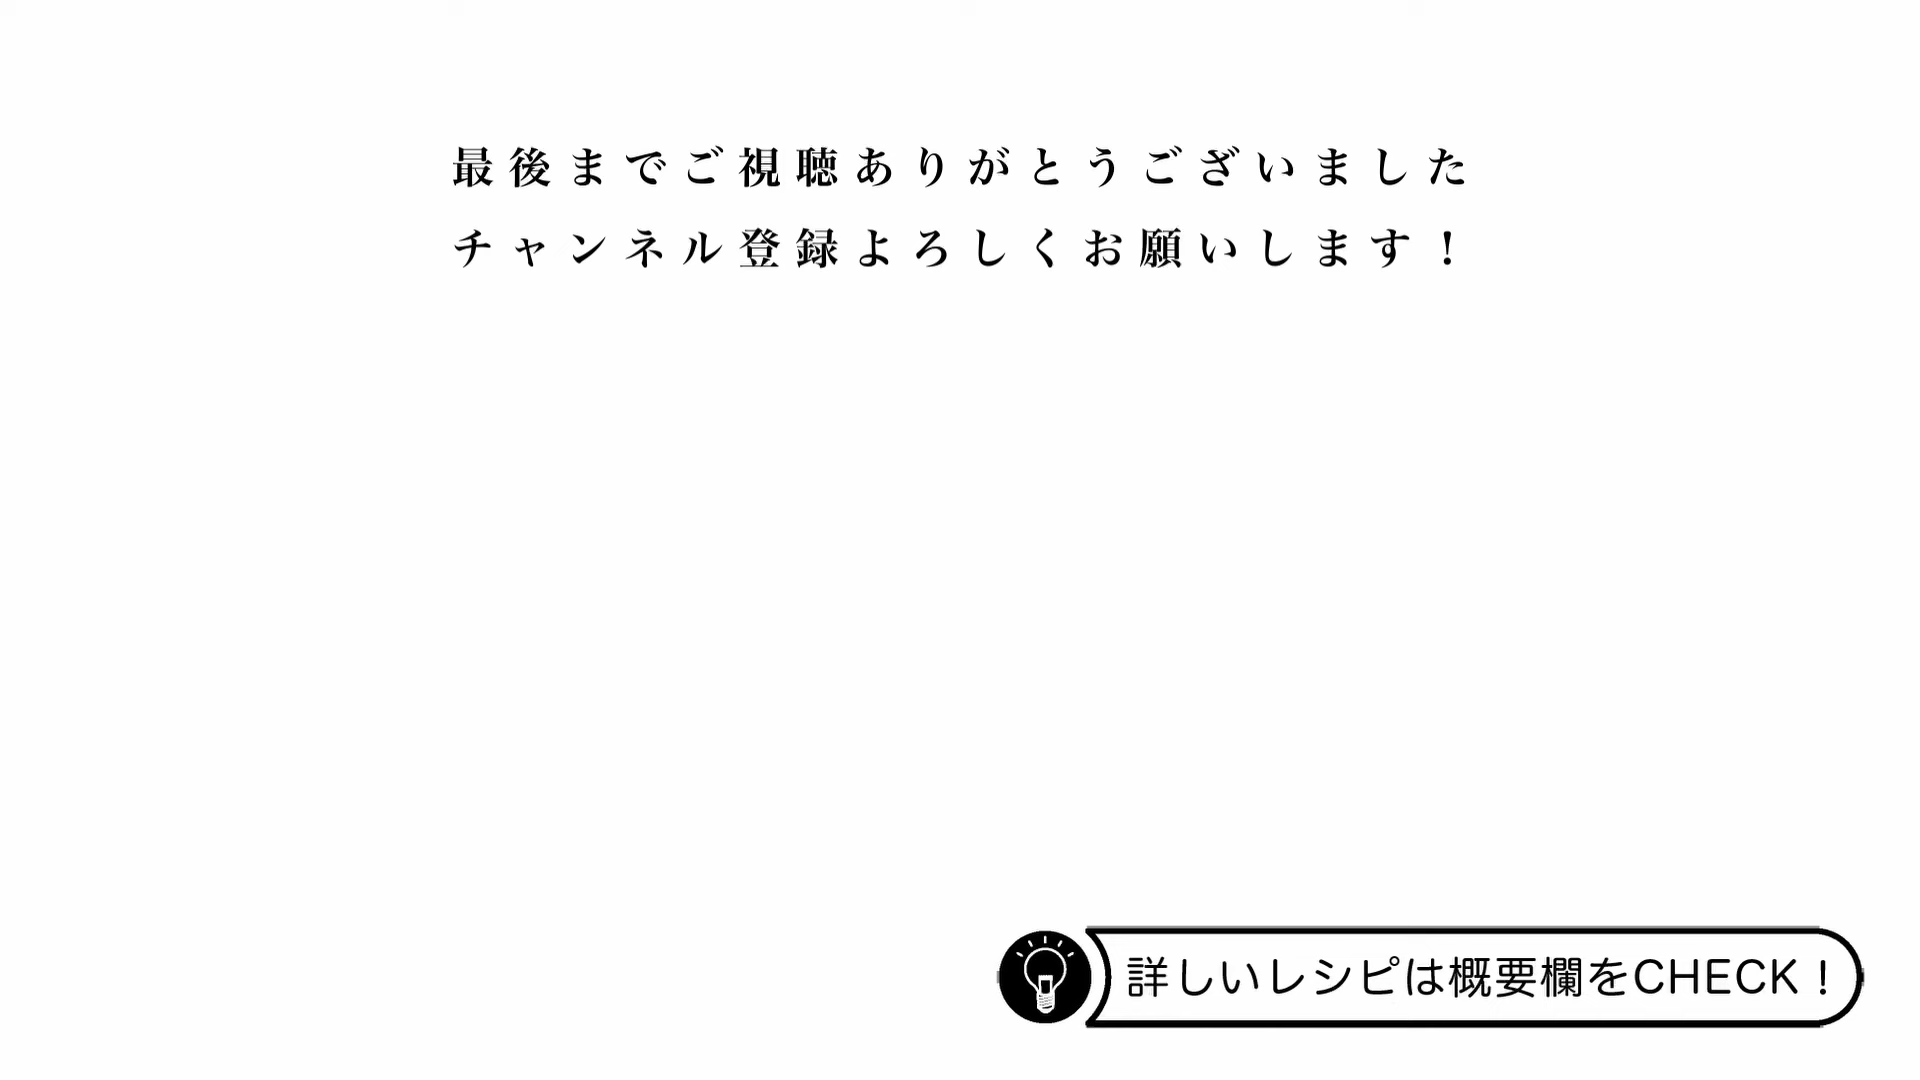 最後までご視聴ありがとうございました
チャンネル登録よろしくお願いします！
詳しいレシピは概要欄をCHECK！